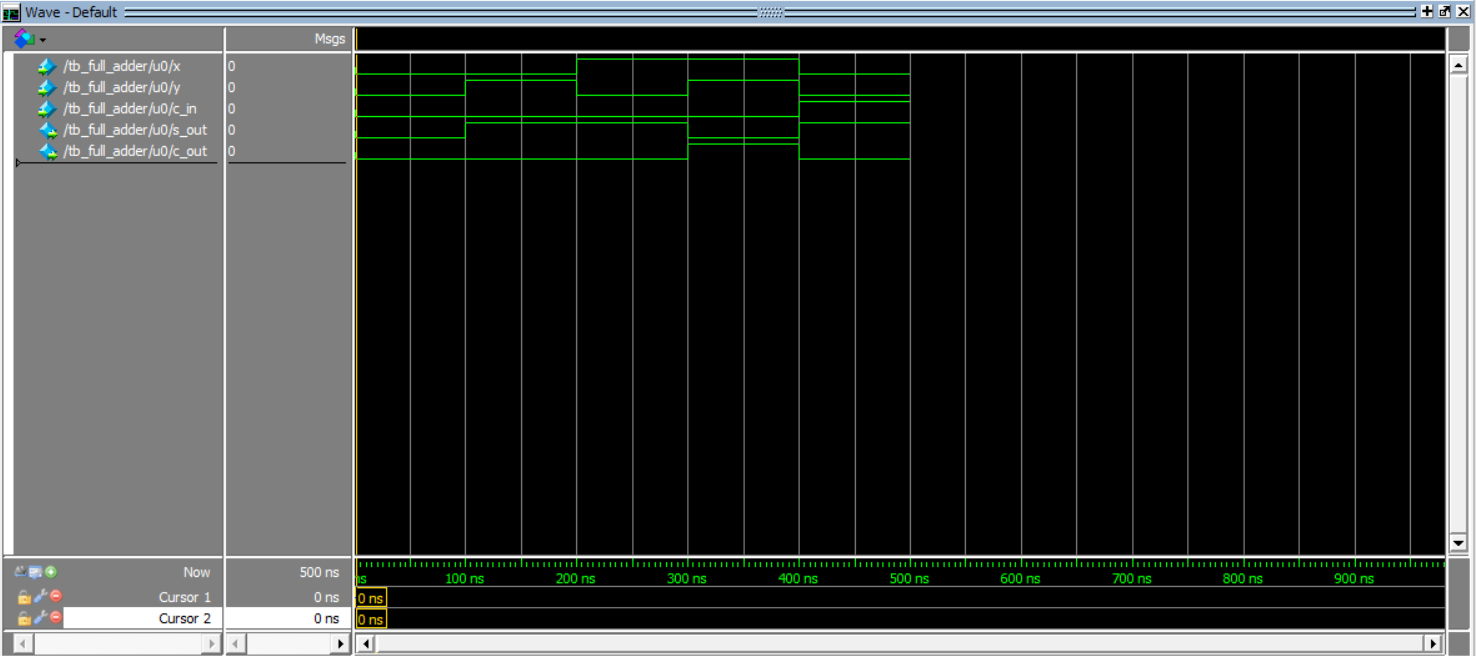 Wave - Default
Msgs
/tb_full_adder/u0/x 0
/tb_full_adder/u0/y 0
/tb_full_adder/u0/c_in 0
/tb_full_adder/u0/s_out 0
/tb_full_adder/u0/c_out 0
Now 500 ns ns 100 ns 200 ns 300 ns 400 ns 500 ns 600 ns 700 ns 800 ns 900 ns
Cursor 1 0 ns 0 ns
Cursor 2 0 ns 0 ns